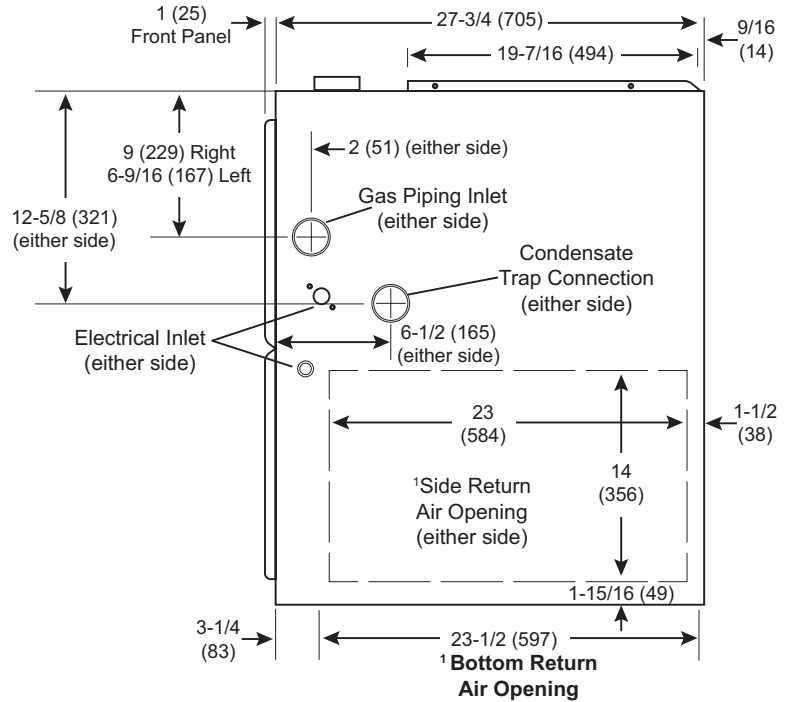 1 (25)
Front Panel
27-3/4 (705)
9/16
(14)
19-7/16 (494)
9 (229) Right
6-9/16 (167) Left
2 (51) (either side)
12-5/8 (321)
(either side)
Gas Piping Inlet
(either side)
Condensate
Trap Connection
(either side)
Electrical Inlet
(either side)
6-1/2 (165)
(either side)
23
(584)
1-1/2
(38)
14
(356)
¹Side Return
Air Opening
(either side)
1-15/16 (49)
3-1/4
(83)
23-1/2 (597)
¹ Bottom Return
Air Opening